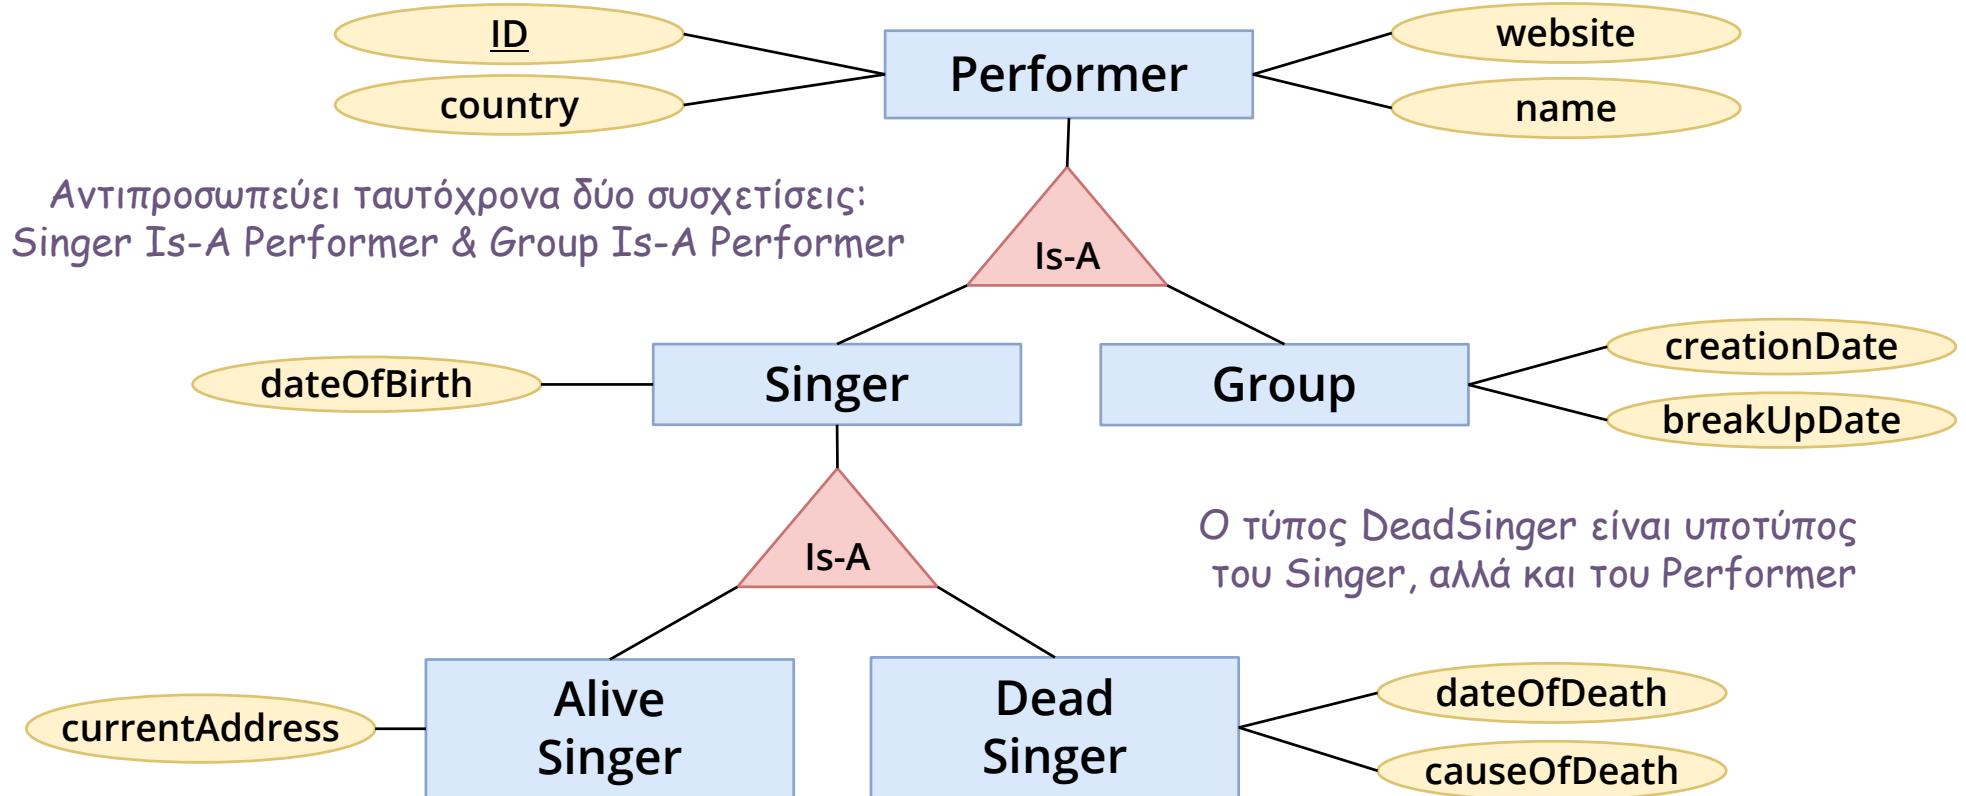 ID
website
Performer
country
name
Αντιπροσωπεύει ταυτόχρονα δύο συσχετίσεις:
Singer Is-A Performer & Group Is-A Performer
Is-A
creationDate
dateOfBirth
Singer
Group
breakUpDate
Ο τύπος DeadSinger είναι υποτύπος
του Singer, αλλά και του Performer
Is-A
Alive
Singer
Dead
Singer
dateOfDeath
currentAddress
causeOfDeath